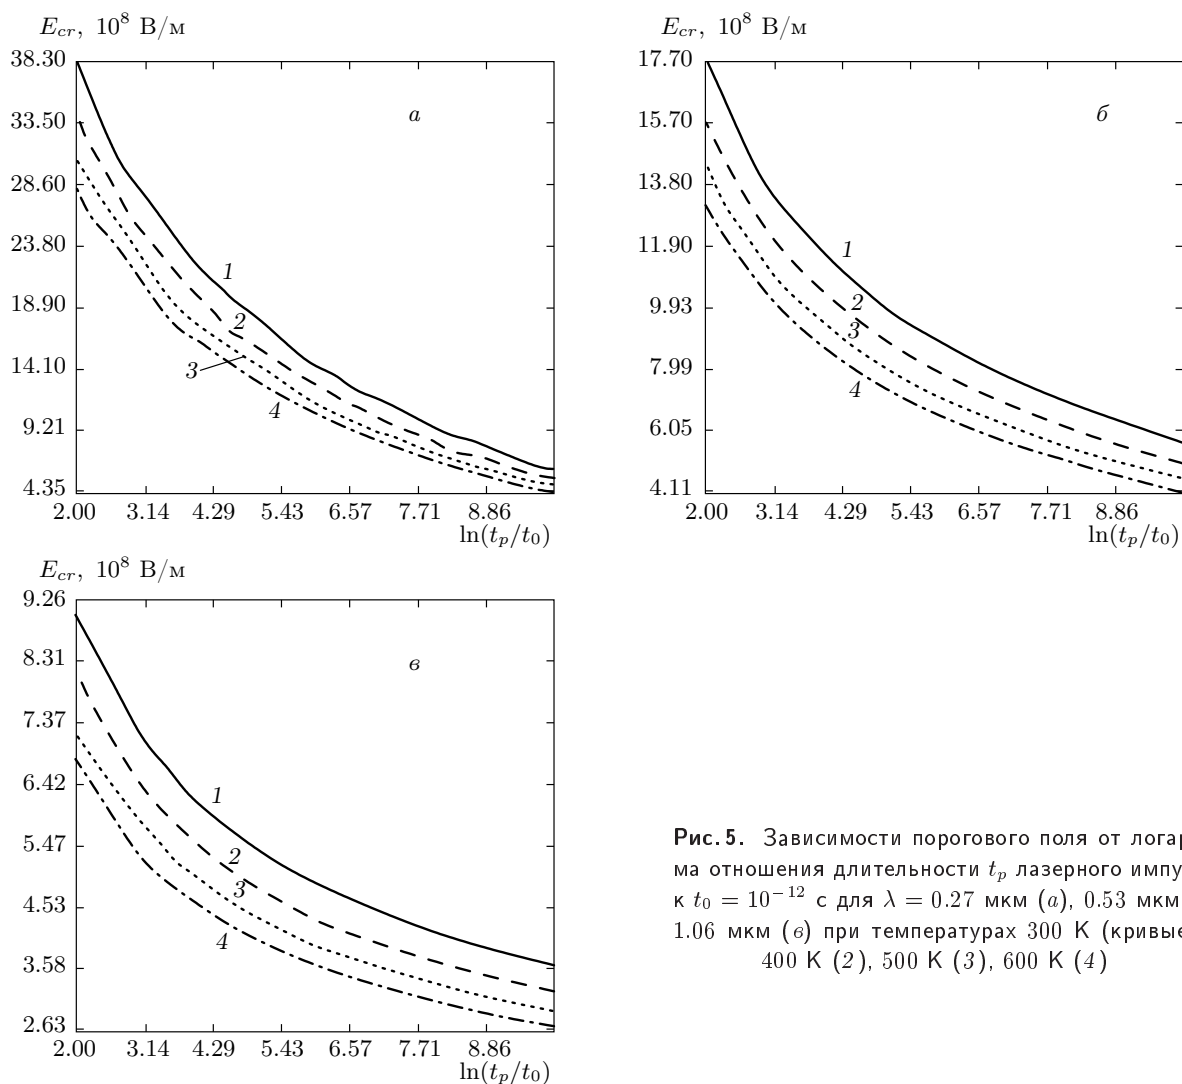 E_cr, 10^8 В/м
38.30
33.50
28.60
23.80
18.90
14.10
9.21
4.35
а
1
2
3
4
2.00 3.14 4.29 5.43 6.57 7.71 8.86
ln(t_p/t_0)
E_cr, 10^8 В/м
17.70
15.70
13.80
11.90
9.93
7.99
6.05
4.11
б
1
2
3
4
2.00 3.14 4.29 5.43 6.57 7.71 8.86
ln(t_p/t_0)
E_cr, 10^8 В/м
9.26
8.31
7.37
6.42
5.47
4.53
3.58
2.63
в
1
2
3
4
2.00 3.14 4.29 5.43 6.57 7.71 8.86
ln(t_p/t_0)
Рис. 5. Зависимости порогового поля от логар
ма отношения длительности t_p лазерного импу
к t_0 = 10^−12 с для λ = 0.27 мкм (а), 0.53 мкм
1.06 мкм (в) при температурах 300 К (кривые
400 К (2), 500 К (3), 600 К (4)